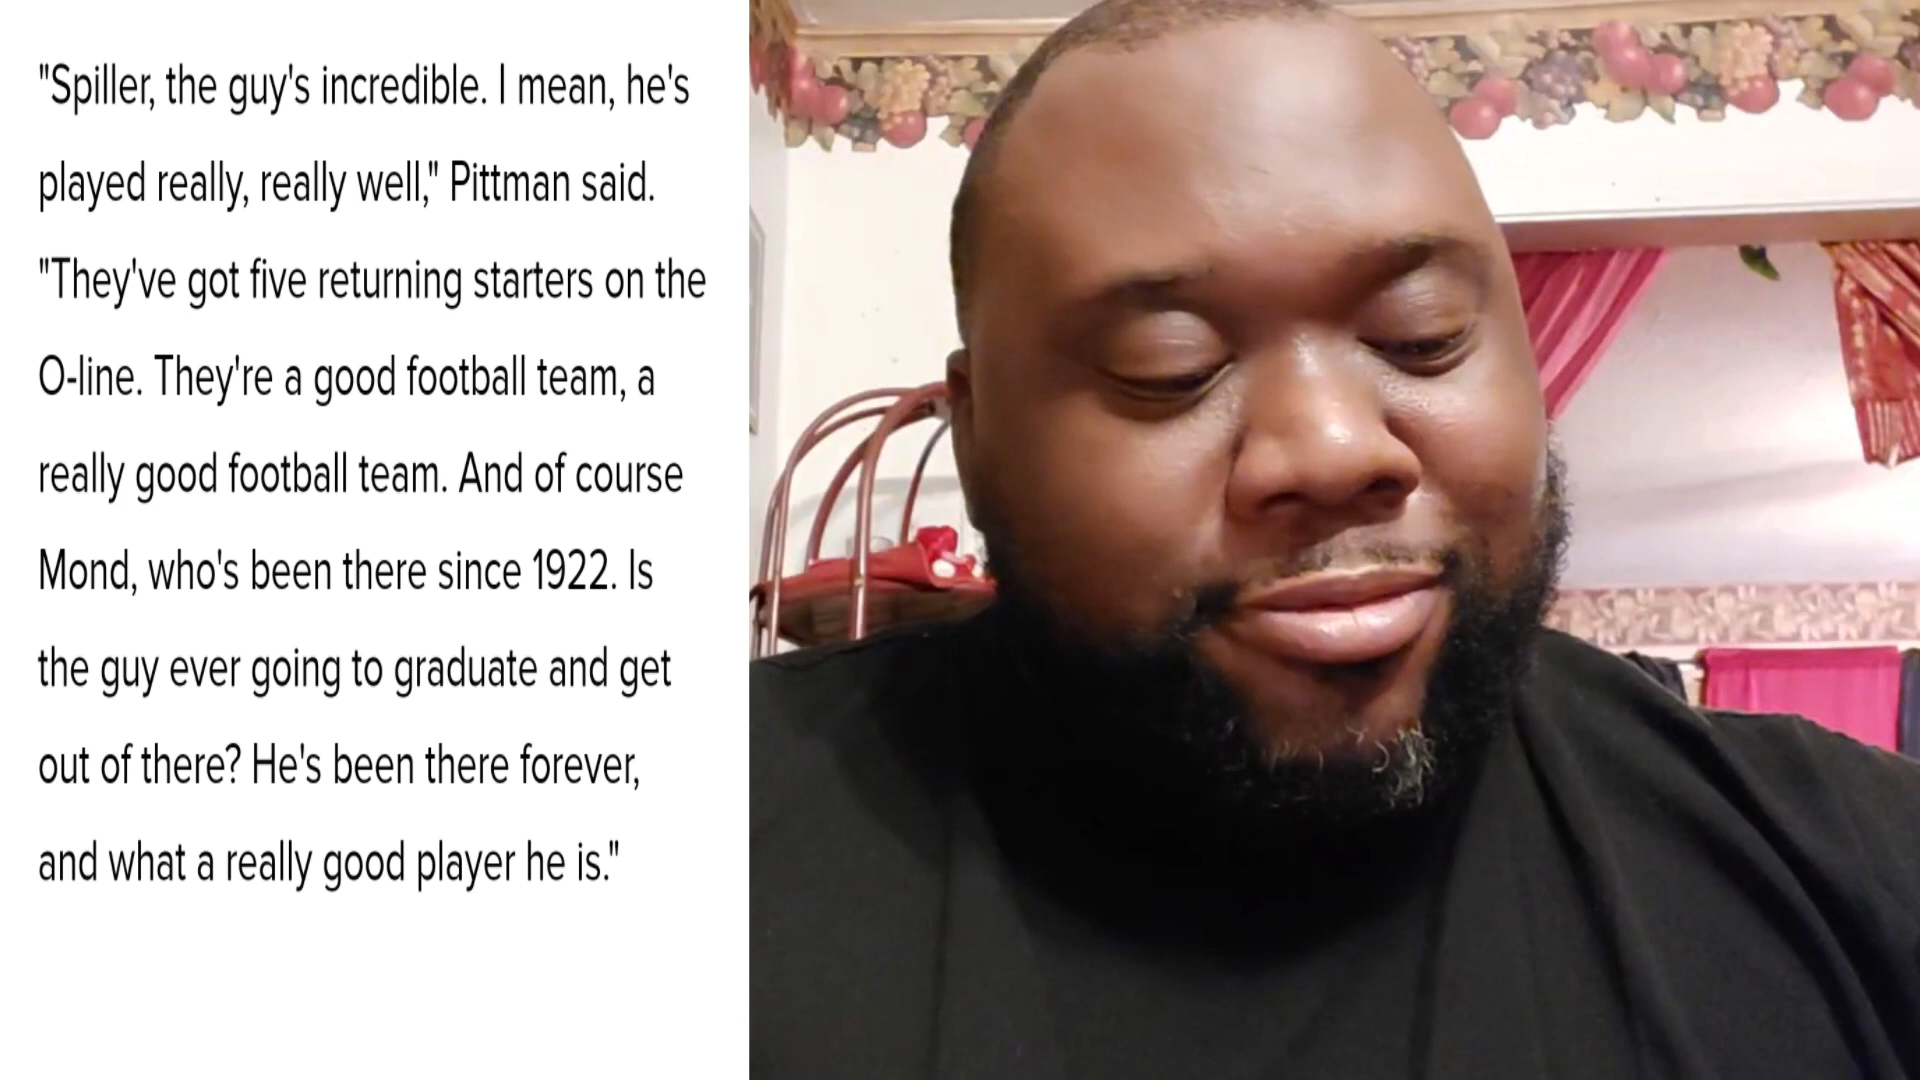 "Spiller, the guy's incredible. I mean, he's
played really, really well," Pittman said.
"They've got five returning starters on the
O-line. They're a good football team, a
really good football team. And of course
Mond, who's been there since 1922. Is
the guy ever going to graduate and get
out of there? He's been there forever,
and what a really good player he is."